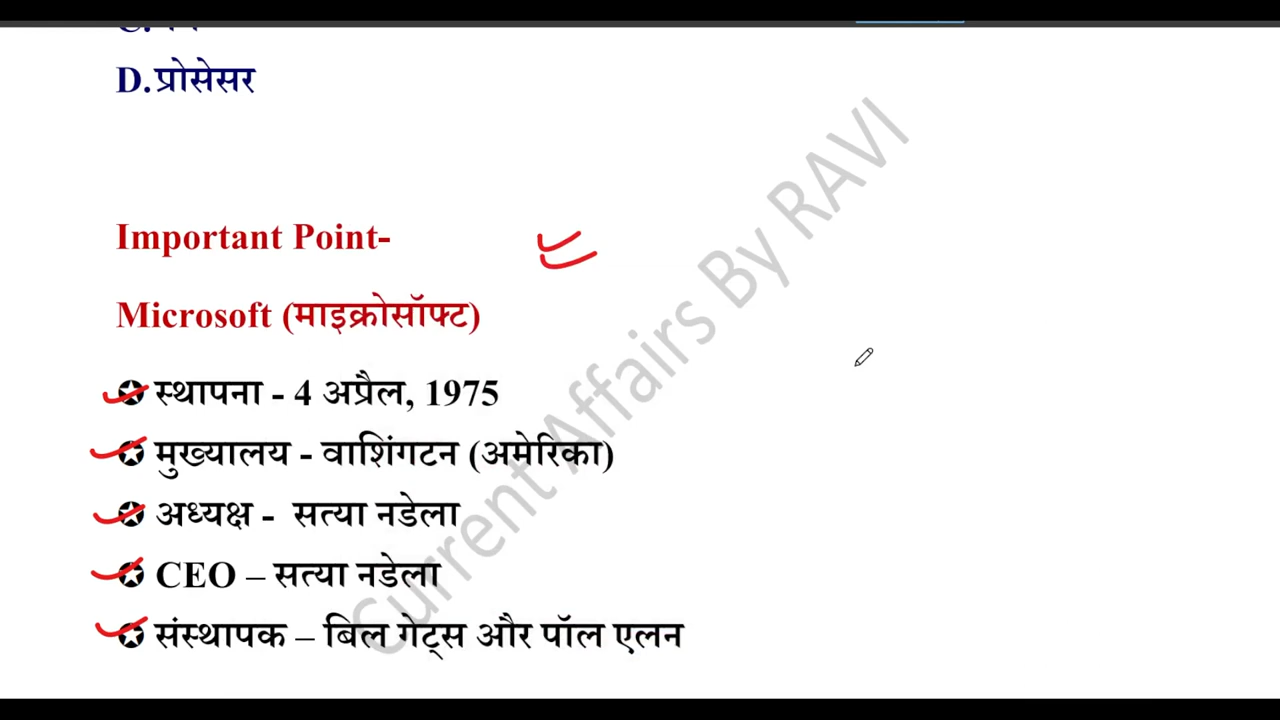 D. प्रोसेसर
Important Point-
Microsoft (माइक्रोसॉफ्ट)
स्थापना - 4 अप्रैल, 1975
मुख्यालय - वाशिंगटन (अमेरिका)
अध्यक्ष - सत्या नडेला
CEO – सत्या नडेला
संस्थापक – बिल गेट्स और पॉल एलन
Current Affairs By RAVI